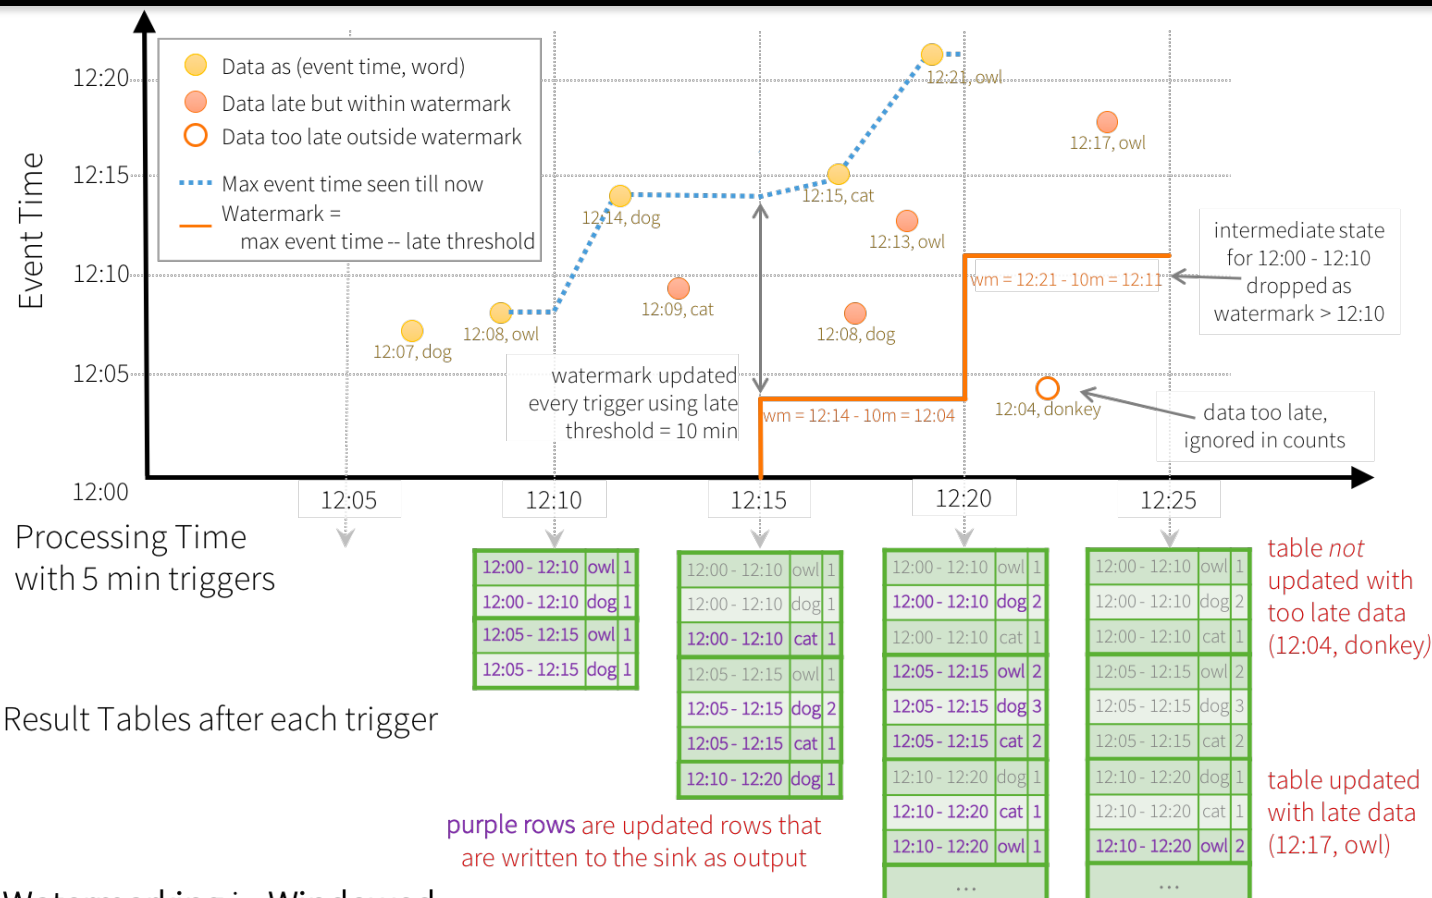 Data as (event time, word)
Data late but within watermark
Data too late outside watermark
Max event time seen till now
Watermark =
max event time -- late threshold
Event Time
12:20
12:15
12:10
12:05
12:00
12:21, owl
12:17, owl
12:15, cat
12:14, dog
12:13, owl
12:09, cat
12:08, dog
12:08, owl
12:07, dog
12:04, donkey
wm = 12:21 - 10m = 12:11
wm = 12:14 - 10m = 12:04
intermediate state
for 12:00 - 12:10
dropped as
watermark > 12:10
watermark updated
every trigger using late
threshold = 10 min
data too late,
ignored in counts
12:05
12:10
12:15
12:20
12:25
Processing Time
with 5 min triggers
Result Tables after each trigger
12:00 - 12:10 owl 1
12:00 - 12:10 dog 1
12:05 - 12:15 owl 1
12:05 - 12:15 dog 1
12:00 - 12:10 owl 1
12:00 - 12:10 dog 1
12:00 - 12:10 cat 1
12:05 - 12:15 owl 1
12:05 - 12:15 dog 2
12:05 - 12:15 cat 1
12:10 - 12:20 dog 1
12:00 - 12:10 owl 1
12:00 - 12:10 dog 2
12:00 - 12:10 cat 1
12:05 - 12:15 owl 2
12:05 - 12:15 dog 3
12:05 - 12:15 cat 2
12:10 - 12:20 dog 1
12:10 - 12:20 cat 1
12:10 - 12:20 owl 1
...
12:00 - 12:10 owl 1
12:00 - 12:10 dog 2
12:00 - 12:10 cat 1
12:05 - 12:15 owl 2
12:05 - 12:15 dog 3
12:05 - 12:15 cat 2
12:10 - 12:20 dog 1
12:10 - 12:20 cat 1
12:10 - 12:20 owl 2
...
table not
updated with
too late data
(12:04, donkey)
table updated
with late data
(12:17, owl)
purple rows are updated rows that
are written to the sink as output
Watermarking in Windowed